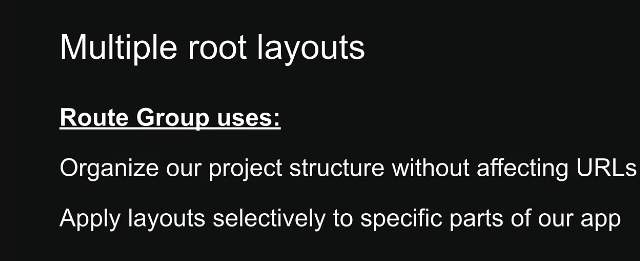 Multiple root layouts
Route Group uses:
Organize our project structure without affecting URLs
Apply layouts selectively to specific parts of our app